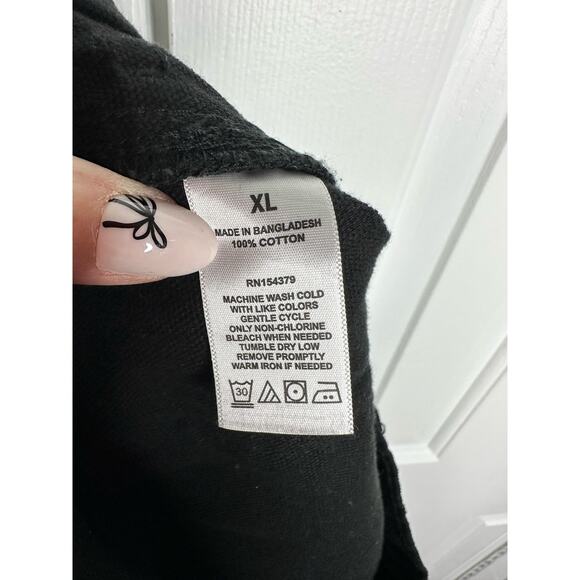 XL
MADE IN BANGLADESH
100% COTTON
RN154379
MACHINE WASH COLD
WITH LIKE COLORS
GENTLE CYCLE
ONLY NON-CHLORINE
BLEACH WHEN NEEDED
TUMBLE DRY LOW
REMOVE PROMPTLY
WARM IRON IF NEEDED
30